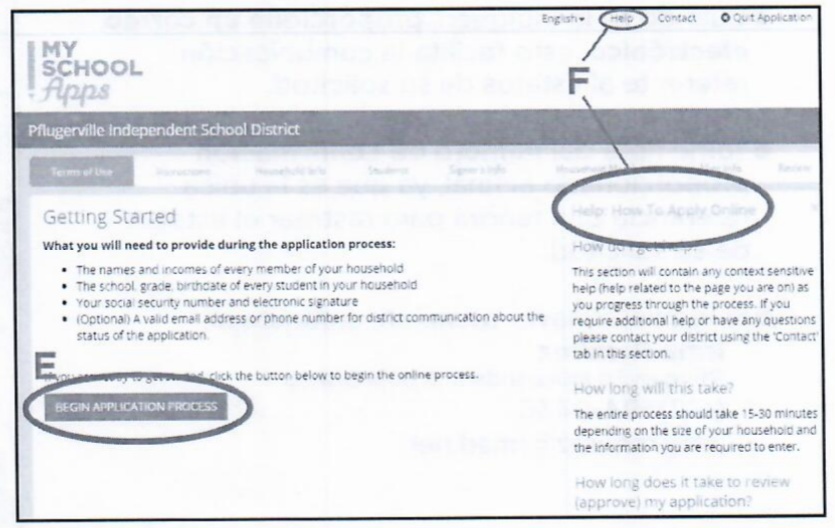 English Help Contact Quit Application
MY
SCHOOL
Apps
F
Pflugerville Independent School District
Terms of Use Instructions Household Info Students Signer's Info Review
Help: How To Apply Online
Getting Started
How do I get help?
What you will need to provide during the application process:
• The names and incomes of every member of your household
• The school, grade, birthdate of every student in your household
• Your social security number and electronic signature
• (Optional) A valid email address or phone number for district communication about the
status of the application.
This section will contain any context sensitive
help (help related to the page you are on) as
you progress through the process. If you
require additional help or have any questions
please contact your district using the 'Contact'
tab in this section.
E
click the button below to begin the online process.
BEGIN APPLICATION PROCESS
How long will this take?
The entire process should take 15-30 minutes
depending on the size of your household and
the information you are required to enter.
How long does it take to review
(approve) my application?